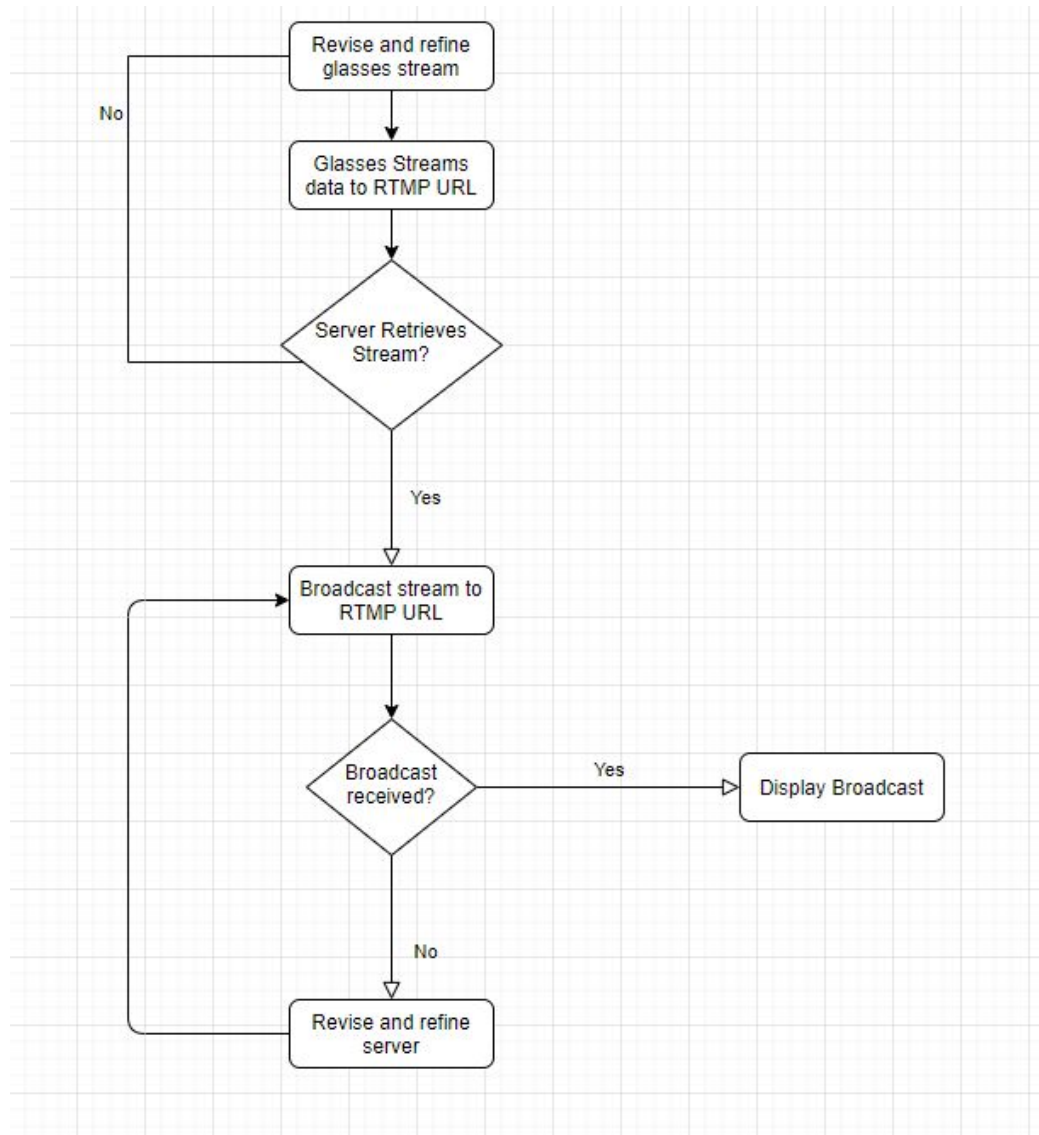 Revise and refine
glasses stream
No
Glasses Streams
data to RTMP URL
Server Retrieves
Stream?
Yes
Broadcast stream to
RTMP URL
Broadcast
received?
Yes
Display Broadcast
No
Revise and refine
server